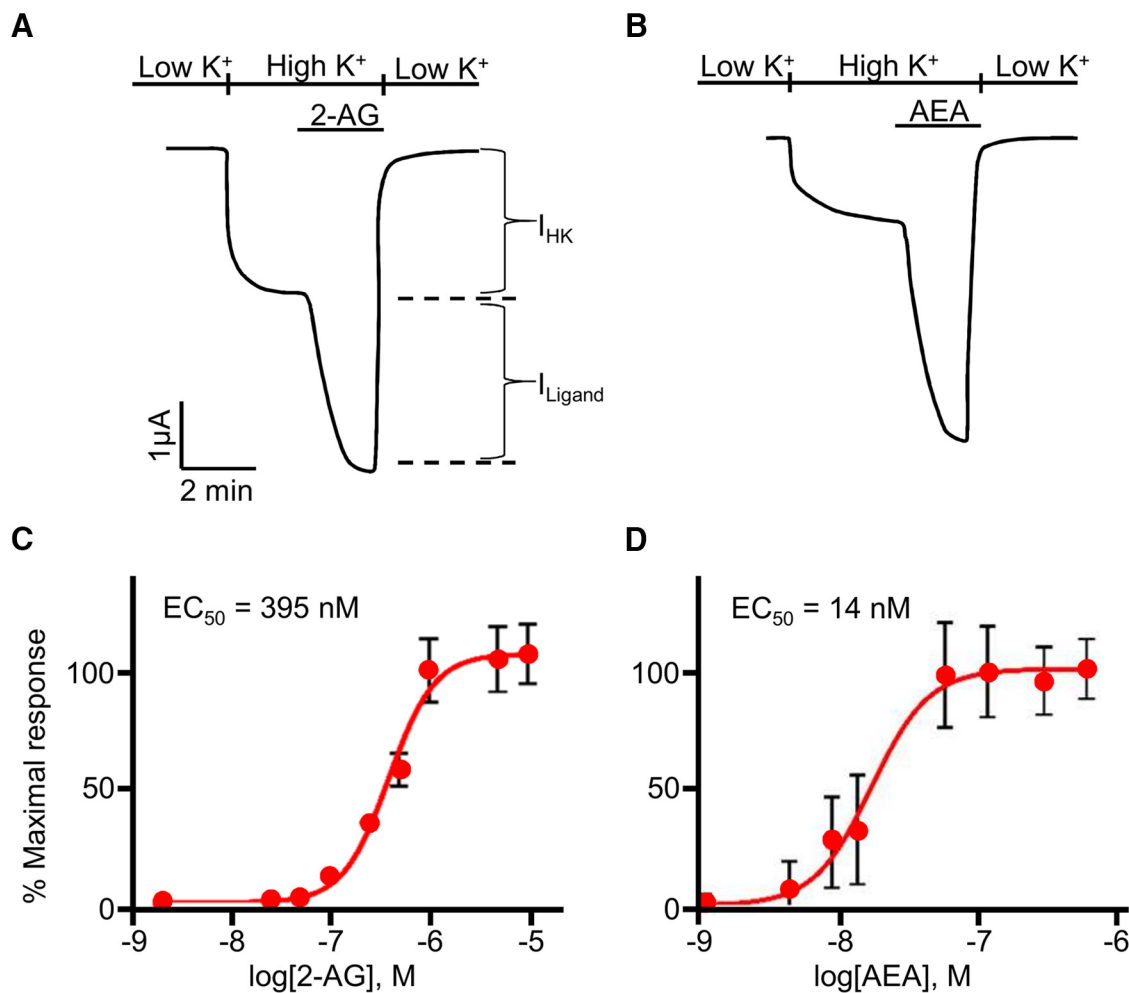 A
B
Low K+ High K+ Low K+
Low K+ High K+ Low K+
2-AG
AEA
IHK
ILigand
1µA
2 min
C
D
EC50 = 395 nM
EC50 = 14 nM
% Maximal response
100
50
0
100
50
0
-9 -8 -7 -6 -5
-9 -8 -7 -6
log[2-AG], M
log[AEA], M